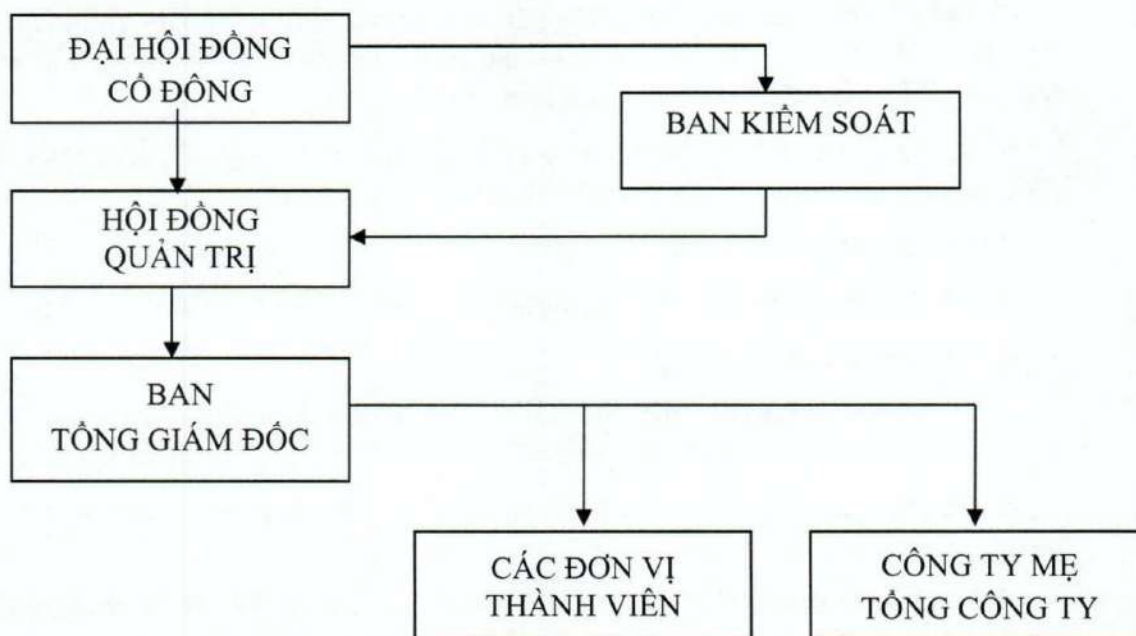 ĐẠI HỘI ĐỒNG
CỔ ĐÔNG
BAN KIỂM SOÁT
HỘI ĐỒNG
QUẢN TRỊ
BAN
TỔNG GIÁM ĐỐC
CÁC ĐƠN VỊ
THÀNH VIÊN
CÔNG TY MẸ
TỔNG CÔNG TY